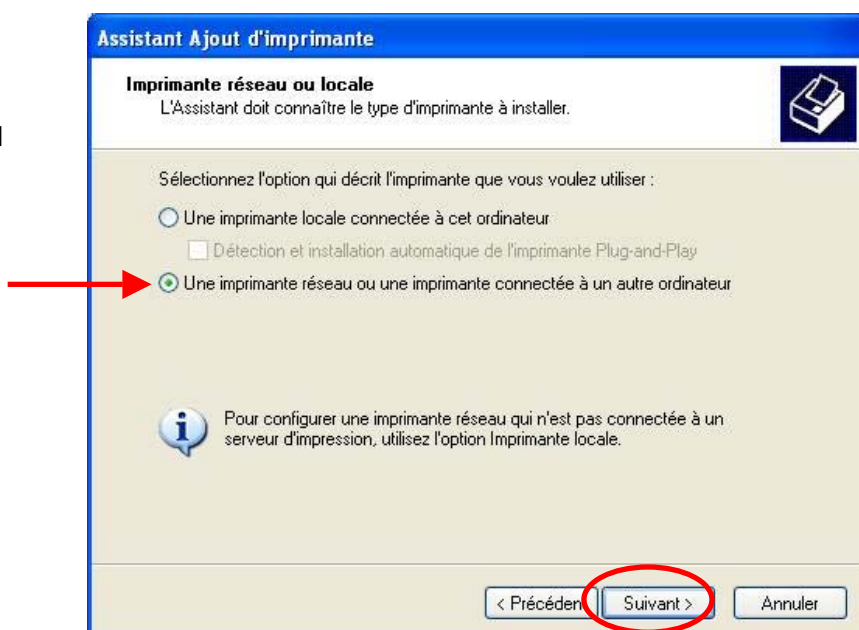 Assistant Ajout d'imprimante
Imprimante réseau ou locale
L'Assistant doit connaître le type d'imprimante à installer.
Sélectionnez l'option qui décrit l'imprimante que vous voulez utiliser :
Une imprimante locale connectée à cet ordinateur
Détection et installation automatique de l'imprimante Plug-and-Play
Une imprimante réseau ou une imprimante connectée à un autre ordinateur
Pour configurer une imprimante réseau qui n'est pas connectée à un
serveur d'impression, utilisez l'option Imprimante locale.
< Précéden
Suivant >
Annuler